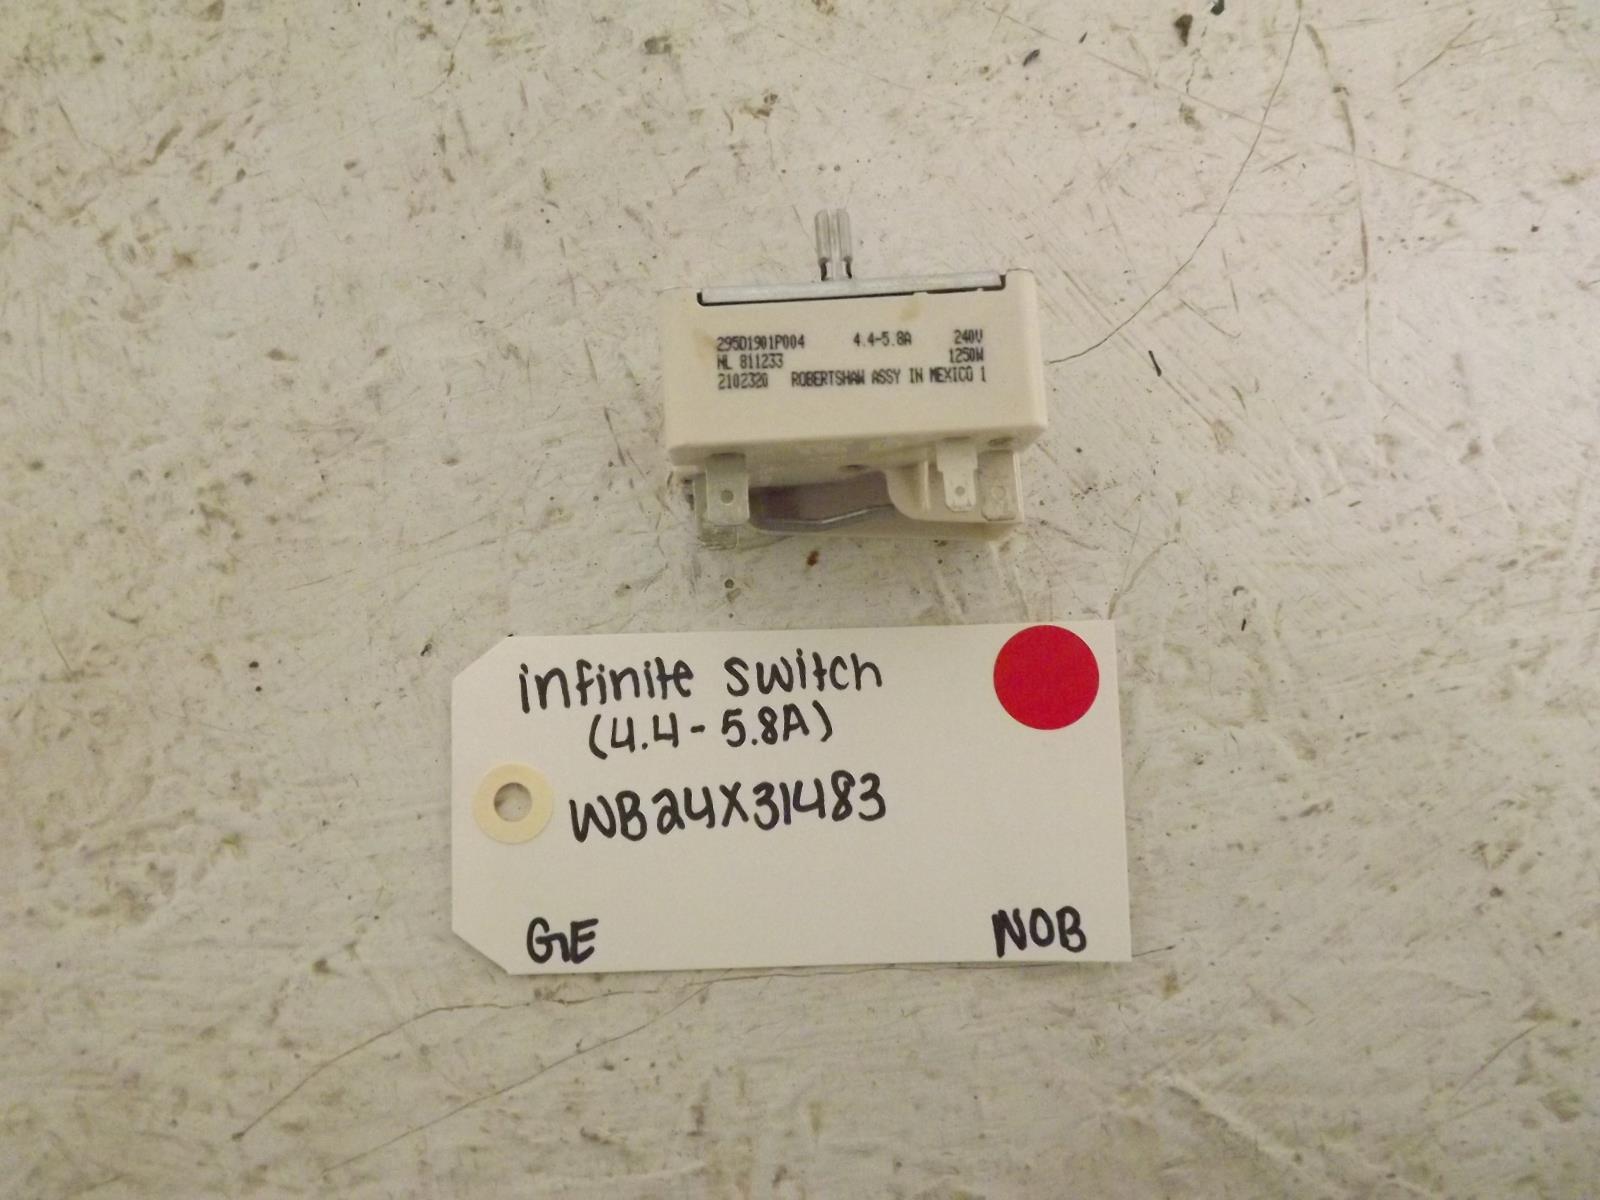 295D1901P004 4.4-5.8A 240V
NL 811233 1250W
2102320 ROBERTSHAW ASSY IN MEXICO 1
infinite switch
(4.4-5.8A)
WB24X31483
GE NOB